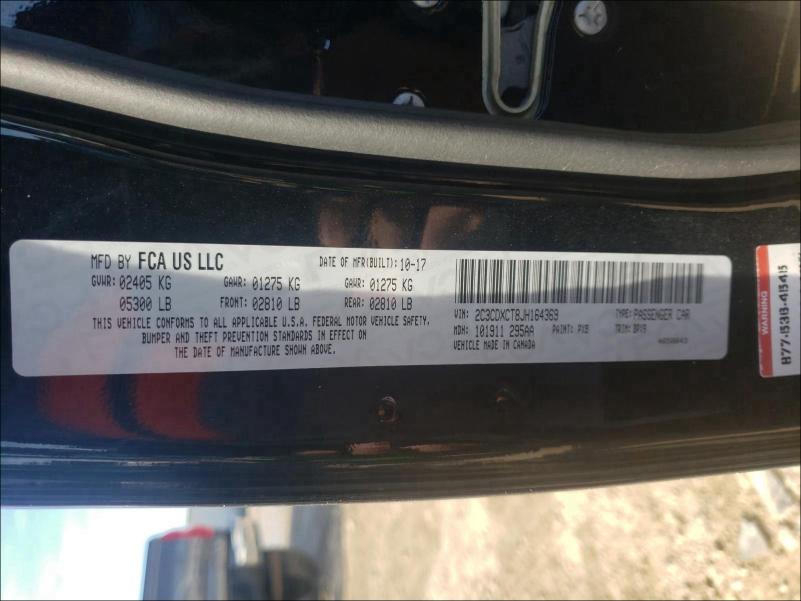 MFD BY FCA US LLC
DATE OF MFR(BUILT): 10-17
GVWR: 02405 KG GAWR: 01275 KG GAWR: 01275 KG
05300 LB FRONT: 02810 LB REAR: 02810 LB
THIS VEHICLE CONFORMS TO ALL APPLICABLE U.S.A. FEDERAL MOTOR VEHICLE SAFETY,
BUMPER AND THEFT PREVENTION STANDARDS IN EFFECT ON
THE DATE OF MANUFACTURE SHOWN ABOVE.
VIN: 2C3CDXCT8JH164369 TYPE: PASSENGER CAR
MDH: 101911 295AA PAINT: PX8 TRIM: BPX9
VEHICLE MADE IN CANADA
WARNING
877-538-4545